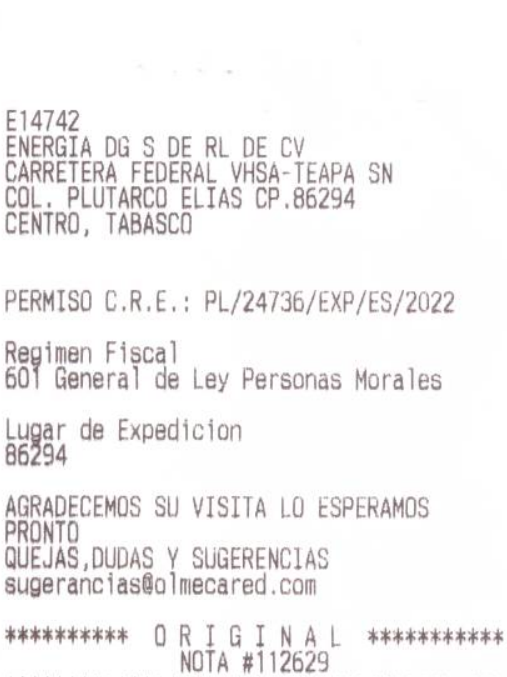 E14742
ENERGIA DG S DE RL DE CV
CARRETERA FEDERAL VHSA-TEAPA SN
COL. PLUTARCO ELIAS CP.86294
CENTRO, TABASCO
PERMISO C.R.E.: PL/24736/EXP/ES/2022
Regimen Fiscal
601 General de Ley Personas Morales
Lugar de Expedicion
86294
AGRADECEMOS SU VISITA LO ESPERAMOS
PRONTO
QUEJAS,DUDAS Y SUGERENCIAS
sugerancias@olmecared.com
********** O R I G I N A L ***********
NOTA #112629